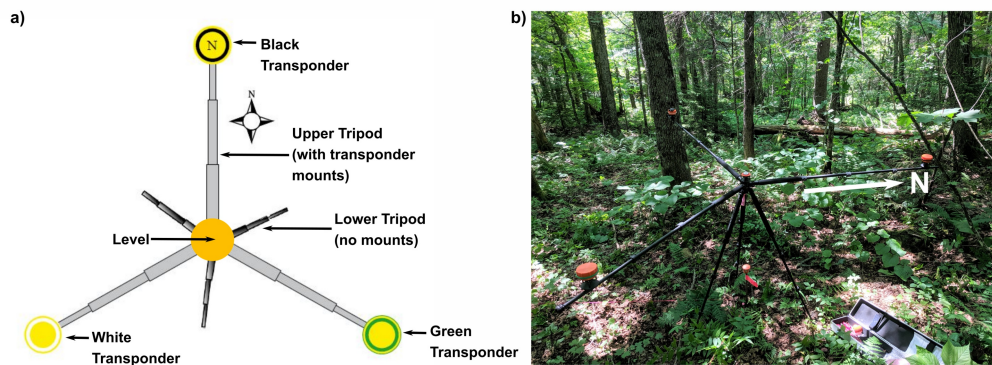 a)
N
Black
Transponder
N
Upper Tripod
(with transponder
mounts)
Lower Tripod
(no mounts)
Level
White
Transponder
Green
Transponder
b)
N